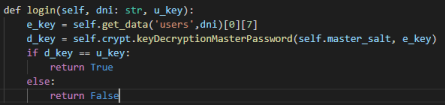 def login(self, dni: str, u_key):
    e_key = self.get_data('users',dni)[0][7]
    d_key = self.crypt.keyDecryptionMasterPassword(self.master_salt, e_key)
    if d_key == u_key:
        return True
    else:
        return False